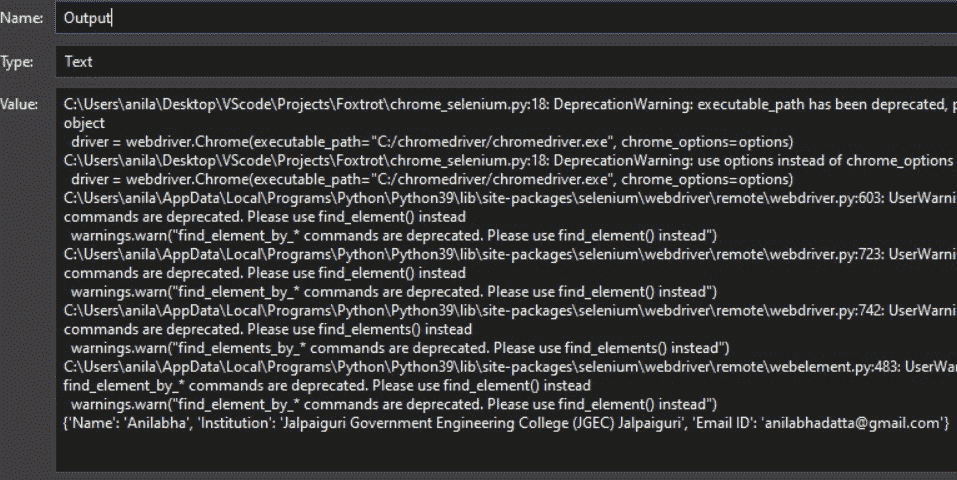 Name: Output
Type: Text
Value: C:\Users\anila\Desktop\VScode\Projects\Foxtrot\chrome_selenium.py:18: DeprecationWarning: executable_path has been deprecated,
object
driver = webdriver.Chrome(executable_path="C:/chromedriver/chromedriver.exe", chrome_options=options)
C:\Users\anila\Desktop\VScode\Projects\Foxtrot\chrome_selenium.py:18: DeprecationWarning: use options instead of chrome_options
driver = webdriver.Chrome(executable_path="C:/chromedriver/chromedriver.exe", chrome_options=options)
C:\Users\anila\AppData\Local\Programs\Python\Python39\lib\site-packages\selenium\webdriver\remote\webdriver.py:603: UserWarni
commands are deprecated. Please use find_element() instead
warnings.warn("find_element_by_* commands are deprecated. Please use find_element() instead")
C:\Users\anila\AppData\Local\Programs\Python\Python39\lib\site-packages\selenium\webdriver\remote\webdriver.py:723: UserWarni
commands are deprecated. Please use find_element() instead
warnings.warn("find_element_by_* commands are deprecated. Please use find_element() instead")
C:\Users\anila\AppData\Local\Programs\Python\Python39\lib\site-packages\selenium\webdriver\remote\webdriver.py:742: UserWarni
commands are deprecated. Please use find_elements() instead
warnings.warn("find_elements_by_* commands are deprecated. Please use find_elements() instead")
C:\Users\anila\AppData\Local\Programs\Python\Python39\lib\site-packages\selenium\webdriver\remote\webelement.py:483: UserWarn
find_element_by_* commands are deprecated. Please use find_element() instead
warnings.warn("find_element_by_* commands are deprecated. Please use find_element() instead")
{'Name': 'Anilabha', 'Institution': 'Jalpaiguri Government Engineering College (JGEC) Jalpaiguri', 'Email ID': 'anilabhadatta@gmail.com'}